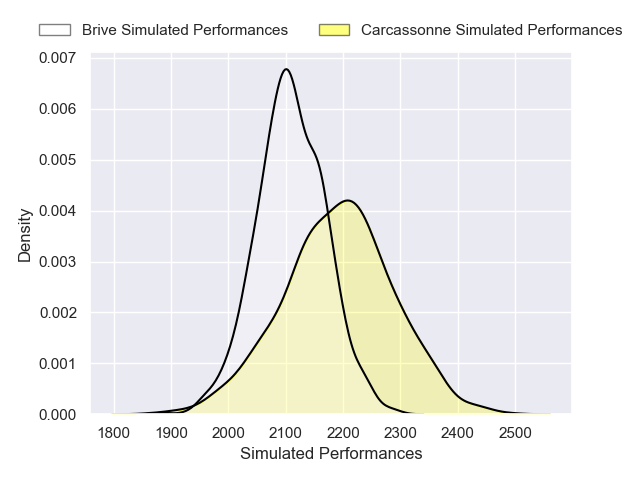 Brive Simulated Performances Carcassonne Simulated Performances
0.007
0.006
0.005
0.004
0.003
0.002
0.001
0.000
Density
1800 1900 2000 2100 2200 2300 2400 2500
Simulated Performances